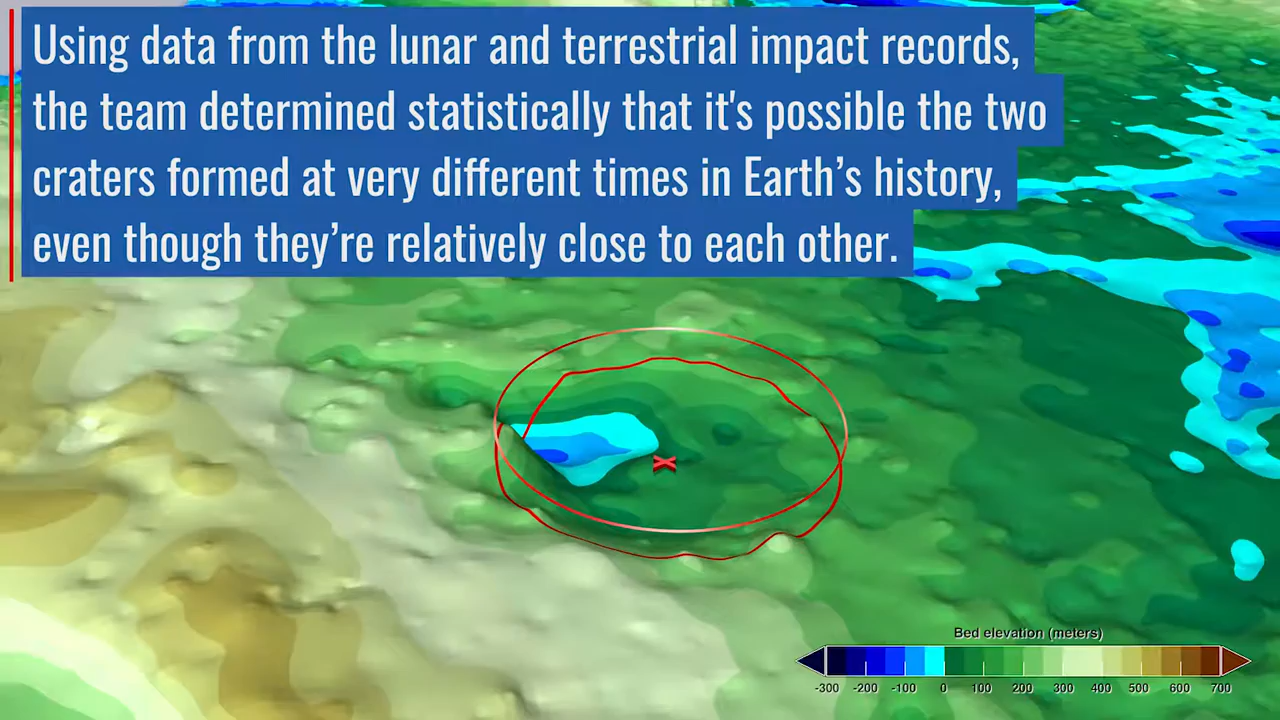 Using data from the lunar and terrestrial impact records,
the team determined statistically that it's possible the two
craters formed at very different times in Earth’s history,
even though they’re relatively close to each other.
Bed elevation (meters)
-300 -200 -100 0 100 200 300 400 500 600 700